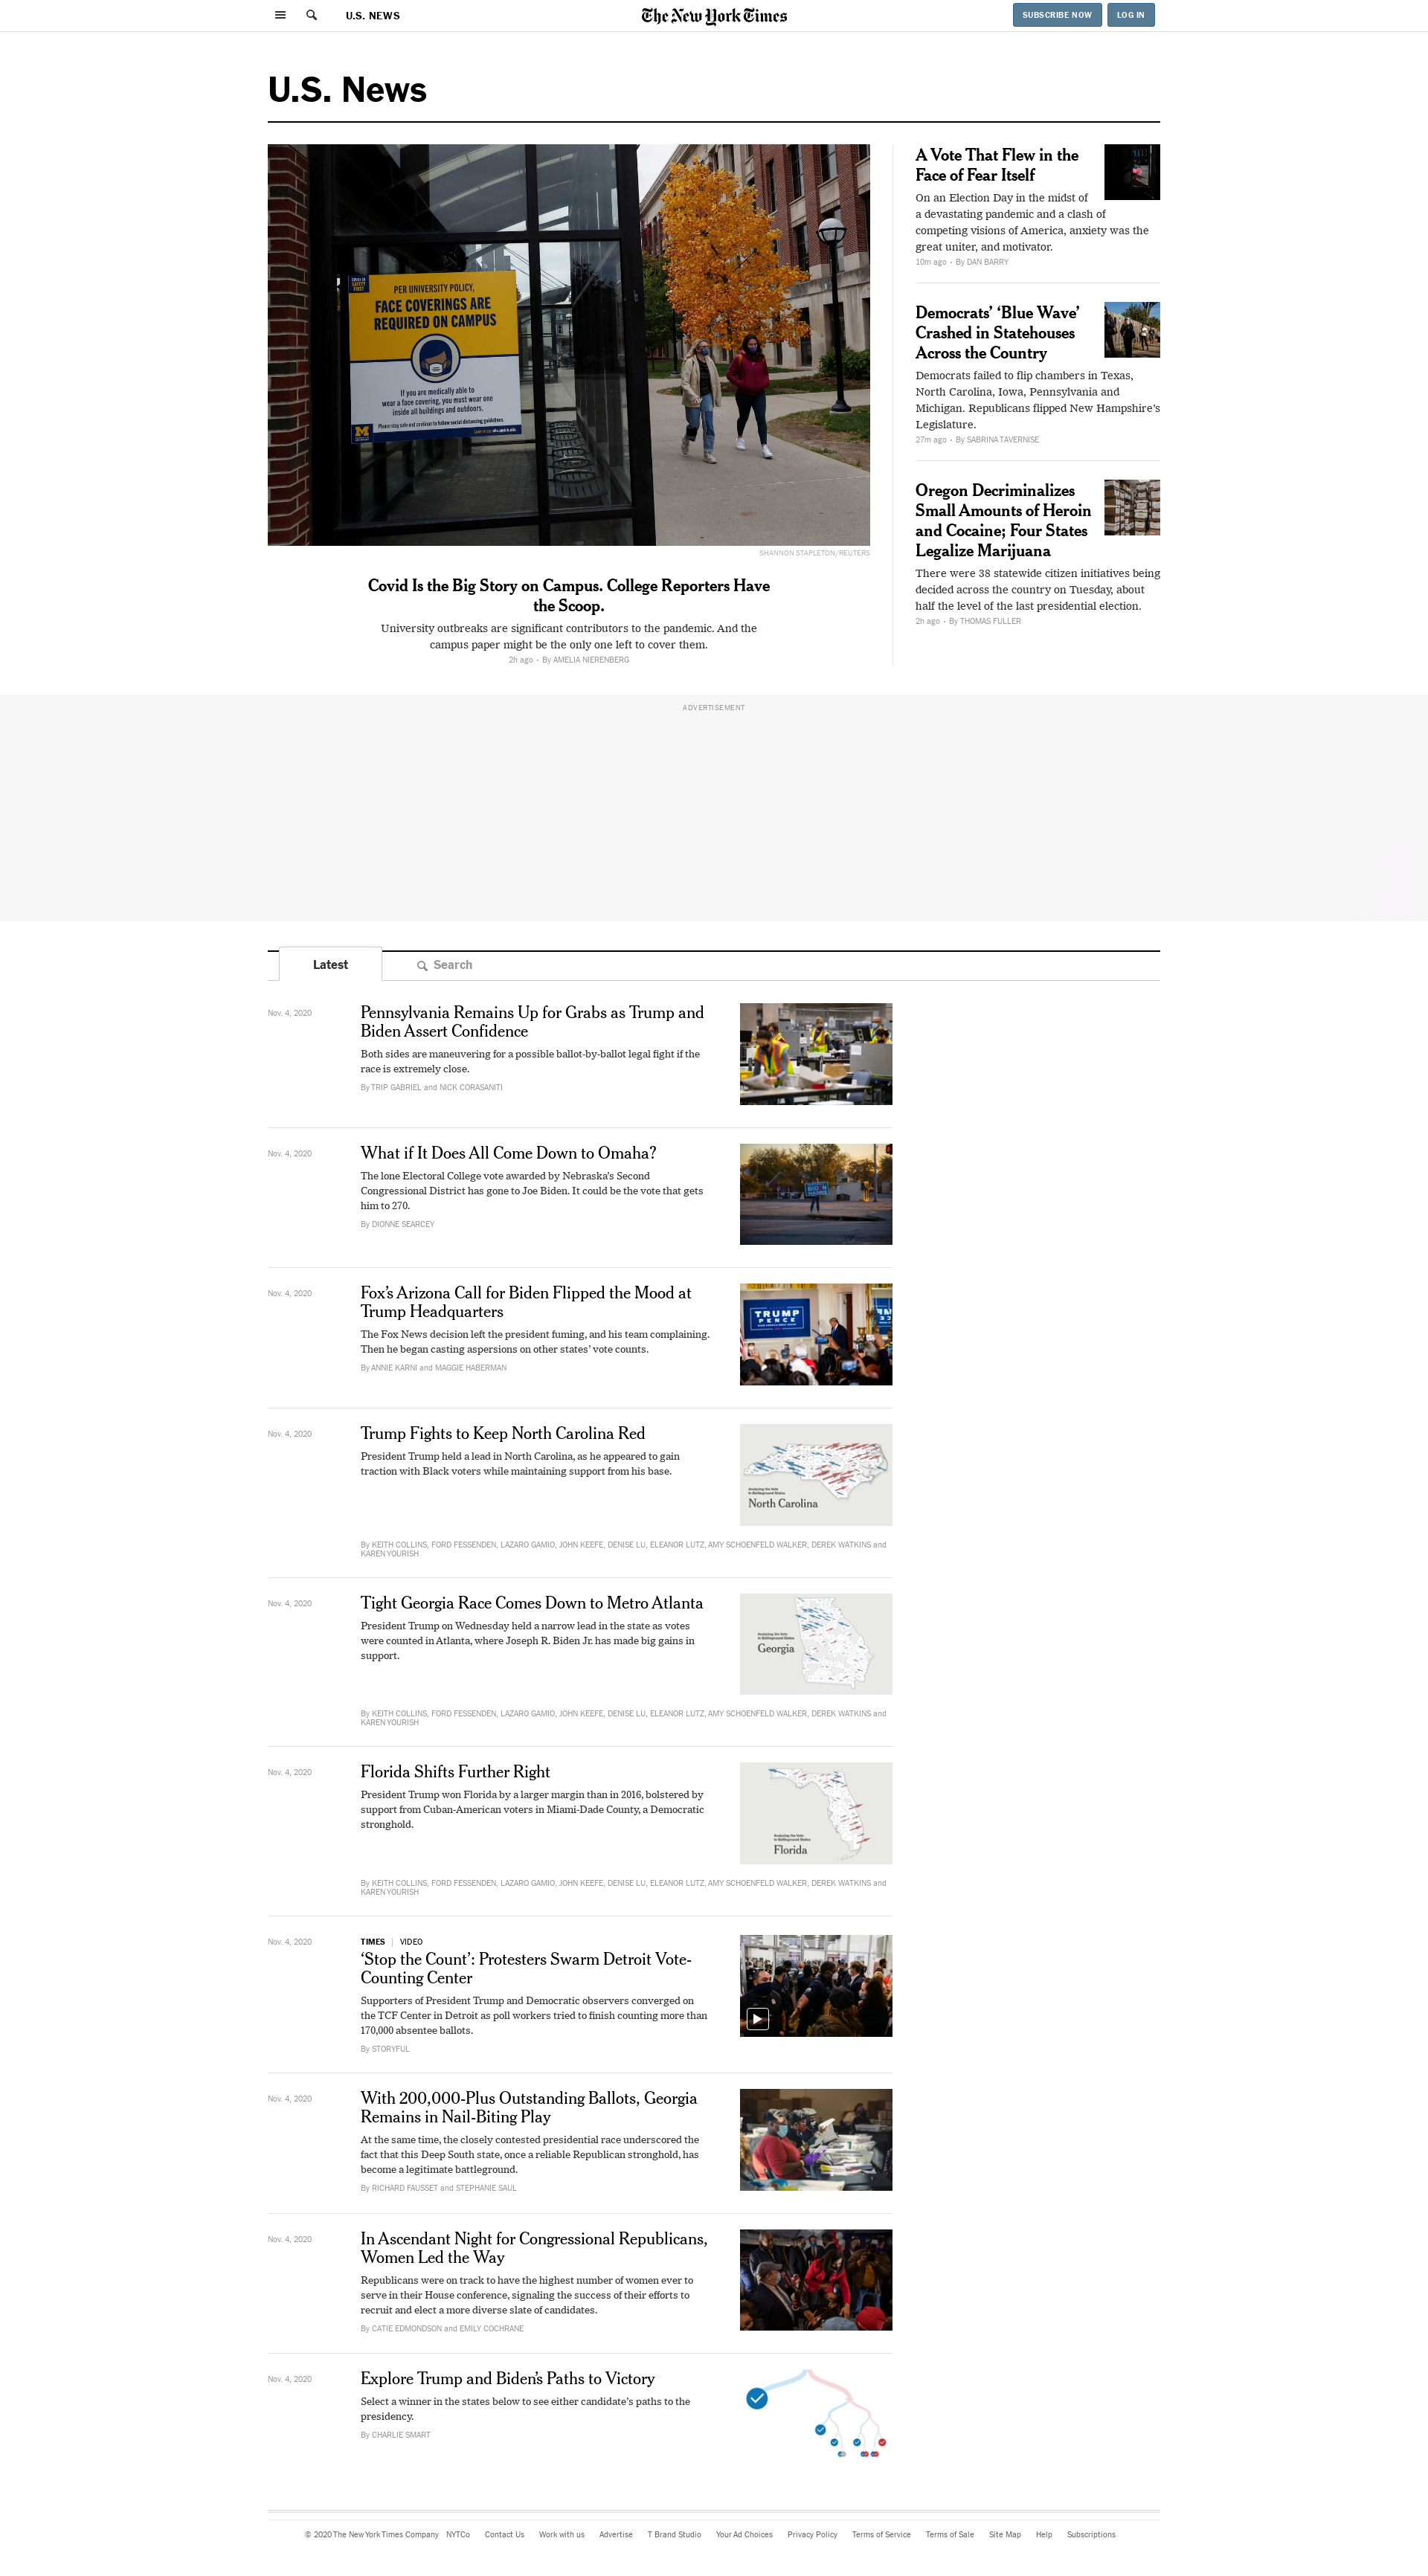 U.S. NEWS
The New York Times
SUBSCRIBE NOW
LOG IN
U.S. News
PER UNIVERSITY POLICY,
FACE COVERINGS ARE
REQUIRED ON CAMPUS
If you are medically able to
wear a face covering, you must wear one
inside all buildings and outdoors.
Please stay safe and continue to follow social distancing guidelines.
SHANNON STAPLETON/REUTERS
Covid Is the Big Story on Campus. College Reporters Have
the Scoop.
University outbreaks are significant contributors to the pandemic. And the
campus paper might be the only one left to cover them.
2h ago · By AMELIA NIERENBERG
A Vote That Flew in the
Face of Fear Itself
On an Election Day in the midst of
a devastating pandemic and a clash of
competing visions of America, anxiety was the
great uniter, and motivator.
10m ago · By DAN BARRY
Democrats’ ‘Blue Wave’
Crashed in Statehouses
Across the Country
Democrats failed to flip chambers in Texas,
North Carolina, Iowa, Pennsylvania and
Michigan. Republicans flipped New Hampshire’s
Legislature.
27m ago · By SABRINA TAVERNISE
Oregon Decriminalizes
Small Amounts of Heroin
and Cocaine; Four States
Legalize Marijuana
There were 38 statewide citizen initiatives being
decided across the country on Tuesday, about
half the level of the last presidential election.
2h ago · By THOMAS FULLER
ADVERTISEMENT
Latest
Search
Nov. 4, 2020
Pennsylvania Remains Up for Grabs as Trump and
Biden Assert Confidence
Both sides are maneuvering for a possible ballot-by-ballot legal fight if the
race is extremely close.
By TRIP GABRIEL and NICK CORASANITI
Nov. 4, 2020
What if It Does All Come Down to Omaha?
The lone Electoral College vote awarded by Nebraska’s Second
Congressional District has gone to Joe Biden. It could be the vote that gets
him to 270.
By DIONNE SEARCEY
Nov. 4, 2020
Fox’s Arizona Call for Biden Flipped the Mood at
Trump Headquarters
The Fox News decision left the president fuming, and his team complaining.
Then he began casting aspersions on other states’ vote counts.
By ANNIE KARNI and MAGGIE HABERMAN
TRUMP
PENCE
Nov. 4, 2020
Trump Fights to Keep North Carolina Red
President Trump held a lead in North Carolina, as he appeared to gain
traction with Black voters while maintaining support from his base.
Analyzing the Vote
in Battleground States
North Carolina
By KEITH COLLINS, FORD FESSENDEN, LAZARO GAMIO, JOHN KEEFE, DENISE LU, ELEANOR LUTZ, AMY SCHOENFELD WALKER, DEREK WATKINS and
KAREN YOURISH
Nov. 4, 2020
Tight Georgia Race Comes Down to Metro Atlanta
President Trump on Wednesday held a narrow lead in the state as votes
were counted in Atlanta, where Joseph R. Biden Jr. has made big gains in
support.
Analyzing the Vote
in Battleground States
Georgia
By KEITH COLLINS, FORD FESSENDEN, LAZARO GAMIO, JOHN KEEFE, DENISE LU, ELEANOR LUTZ, AMY SCHOENFELD WALKER, DEREK WATKINS and
KAREN YOURISH
Nov. 4, 2020
Florida Shifts Further Right
President Trump won Florida by a larger margin than in 2016, bolstered by
support from Cuban-American voters in Miami-Dade County, a Democratic
stronghold.
Analyzing the Vote
in Battleground States
Florida
By KEITH COLLINS, FORD FESSENDEN, LAZARO GAMIO, JOHN KEEFE, DENISE LU, ELEANOR LUTZ, AMY SCHOENFELD WALKER, DEREK WATKINS and
KAREN YOURISH
Nov. 4, 2020
TIMES | VIDEO
‘Stop the Count’: Protesters Swarm Detroit Vote-
Counting Center
Supporters of President Trump and Democratic observers converged on
the TCF Center in Detroit as poll workers tried to finish counting more than
170,000 absentee ballots.
By STORYFUL
Nov. 4, 2020
With 200,000-Plus Outstanding Ballots, Georgia
Remains in Nail-Biting Play
At the same time, the closely contested presidential race underscored the
fact that this Deep South state, once a reliable Republican stronghold, has
become a legitimate battleground.
By RICHARD FAUSSET and STEPHANIE SAUL
Nov. 4, 2020
In Ascendant Night for Congressional Republicans,
Women Led the Way
Republicans were on track to have the highest number of women ever to
serve in their House conference, signaling the success of their efforts to
recruit and elect a more diverse slate of candidates.
By CATIE EDMONDSON and EMILY COCHRANE
Nov. 4, 2020
Explore Trump and Biden’s Paths to Victory
Select a winner in the states below to see either candidate’s paths to the
presidency.
By CHARLIE SMART
© 2020 The New York Times Company NYTCo Contact Us Work with us Advertise T Brand Studio Your Ad Choices Privacy Policy Terms of Service Terms of Sale Site Map Help Subscriptions